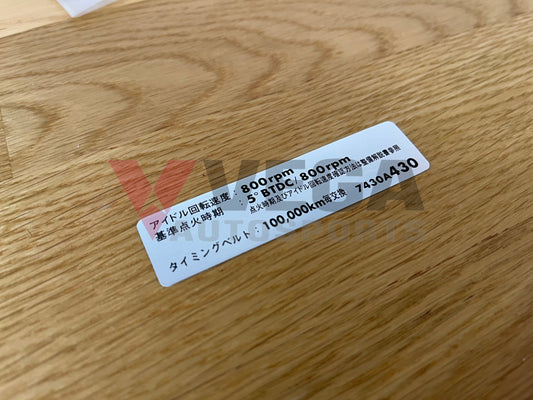 アイドル回転速度 : 800rpm
基準点火時期 : 5° BTDC/800rpm
点火時期及びアイドル回転速度確認方法は整備解説書参照
タイミングベルト : 100,000km毎交換 7430A430
VEGA
AUTOSPORT